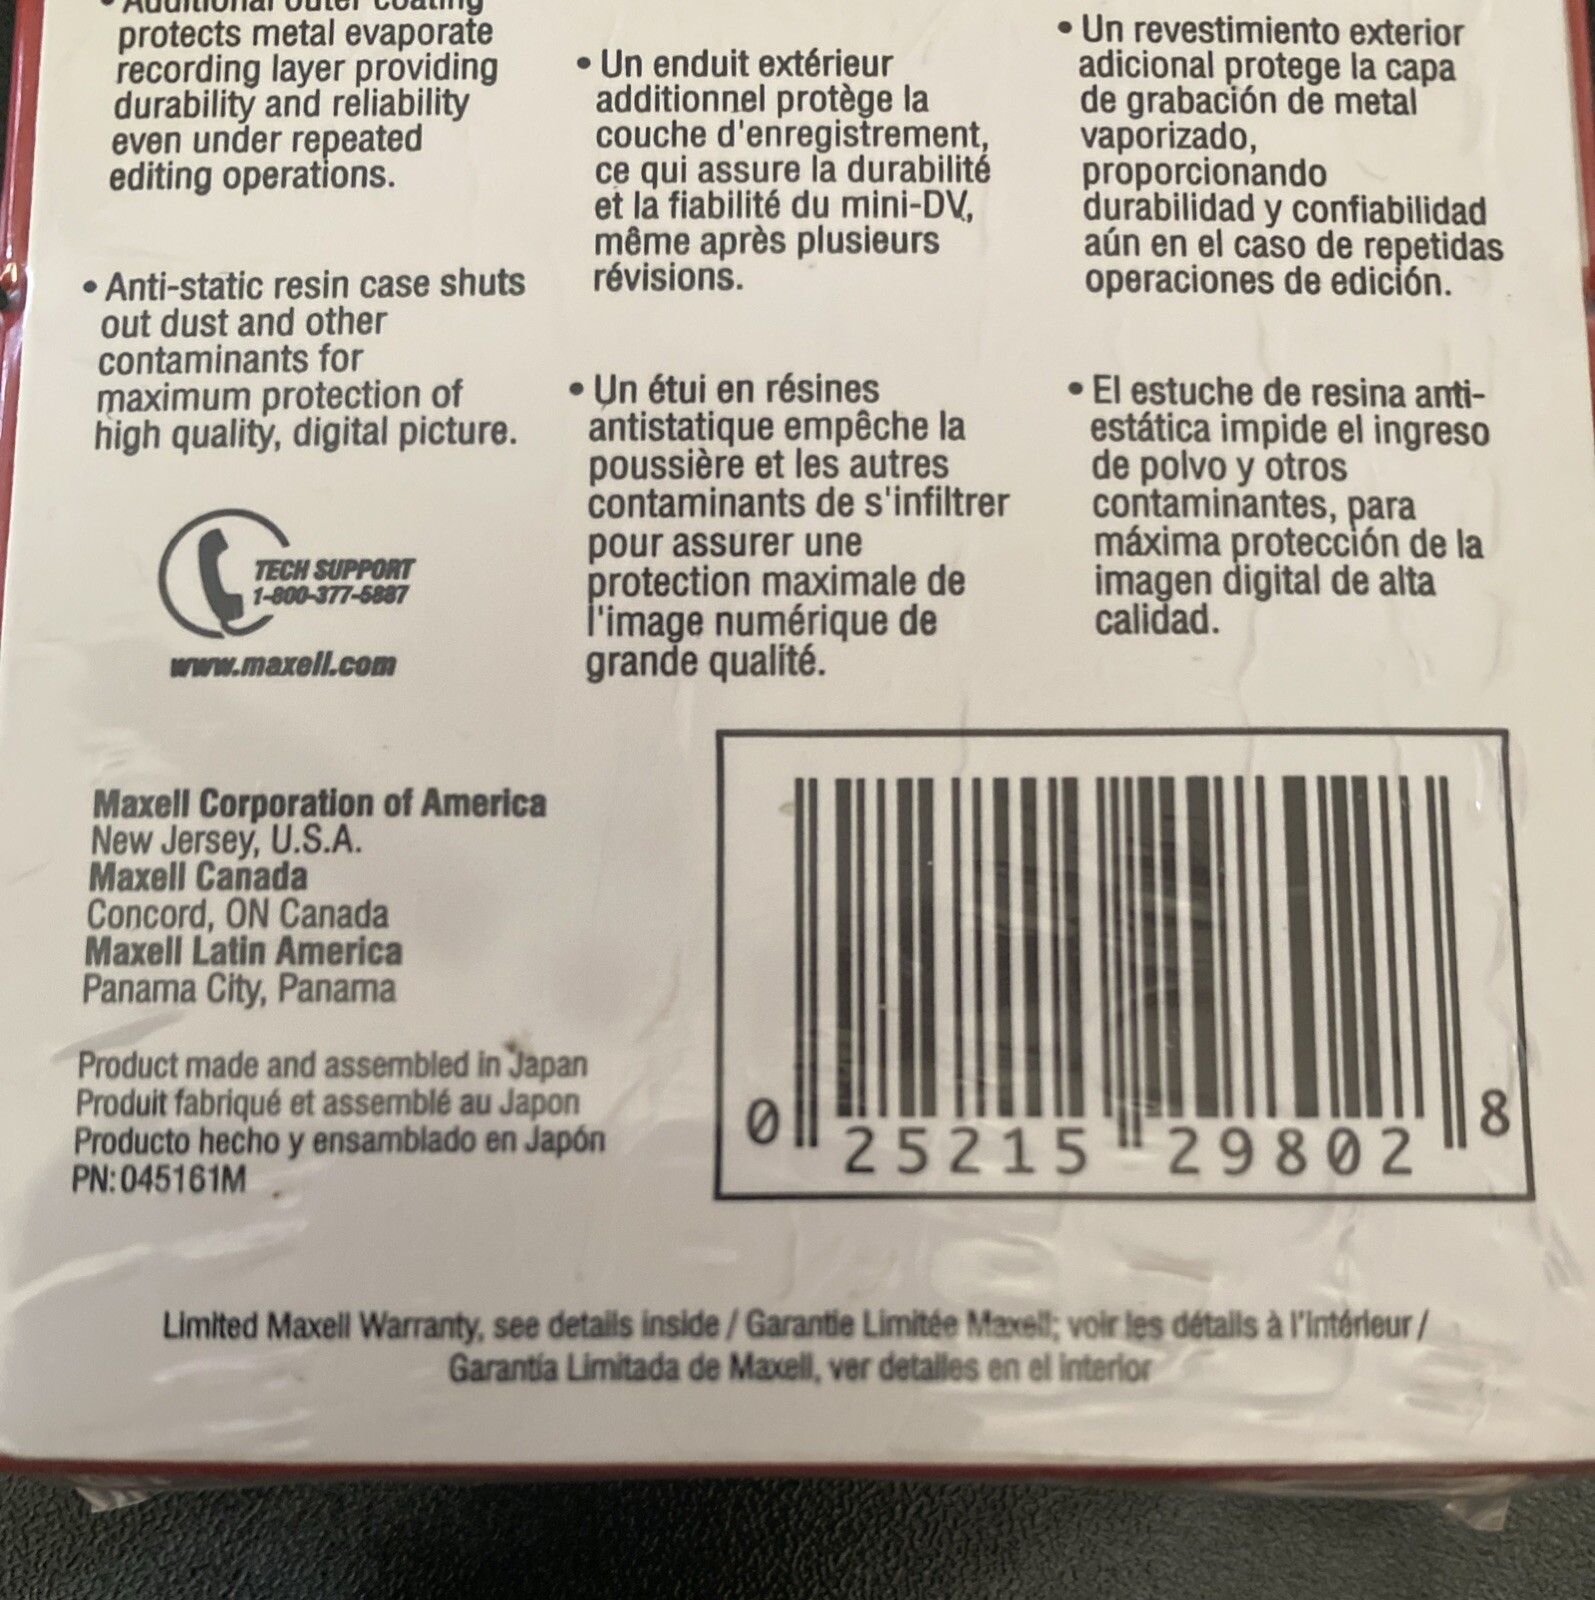 • Additional outer coating
protects metal evaporate
recording layer providing
durability and reliability
even under repeated
editing operations.
• Anti-static resin case shuts
out dust and other
contaminants for
maximum protection of
high quality, digital picture.
TECH SUPPORT
1-800-377-5887
www.maxell.com
• Un enduit extérieur
additionnel protège la
couche d'enregistrement,
ce qui assure la durabilité
et la fiabilité du mini-DV,
même après plusieurs
révisions.
• Un étui en résines
antistatique empêche la
poussière et les autres
contaminants de s'infiltrer
pour assurer une
protection maximale de
l'image numérique de
grande qualité.
• Un revestimiento exterior
adicional protege la capa
de grabación de metal
vaporizado,
proporcionando
durabilidad y confiabilidad
aún en el caso de repetidas
operaciones de edición.
• El estuche de resina anti-
estática impide el ingreso
de polvo y otros
contaminantes, para
máxima protección de la
imagen digital de alta
calidad.
Maxell Corporation of America
New Jersey, U.S.A.
Maxell Canada
Concord, ON Canada
Maxell Latin America
Panama City, Panama
Product made and assembled in Japan
Produit fabriqué et assemblé au Japon
Producto hecho y ensamblado en Japón
PN:045161M
0 25215 29802 8
Limited Maxell Warranty, see details inside / Garantie Limitée Maxell; voir les détails à l'intérieur /
Garantía Limitada de Maxell, ver detalles en el interior